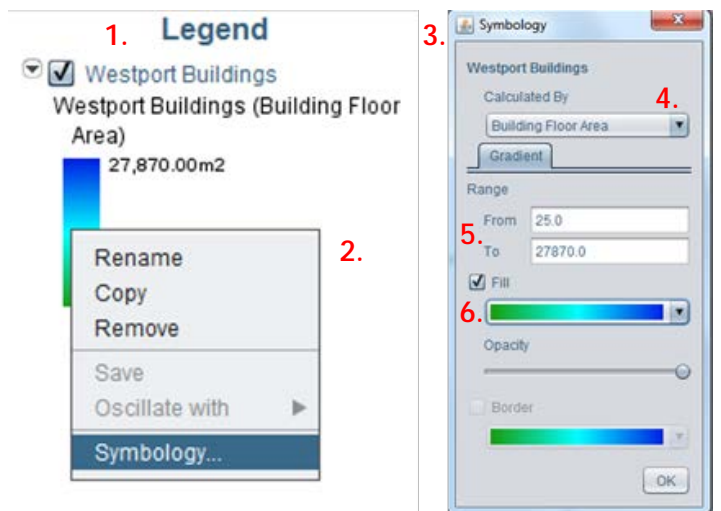 1.
Legend
Westport Buildings
Westport Buildings (Building Floor
Area)
27,870.00m2
2.
Rename
Copy
Remove
Save
Oscillate with
Symbology...
3.
Symbology
Westport Buildings
Calculated By
4.
Building Floor Area
Gradient
Range
From 25.0
5.
To 27870.0
Fill
6.
Opacity
Border
OK